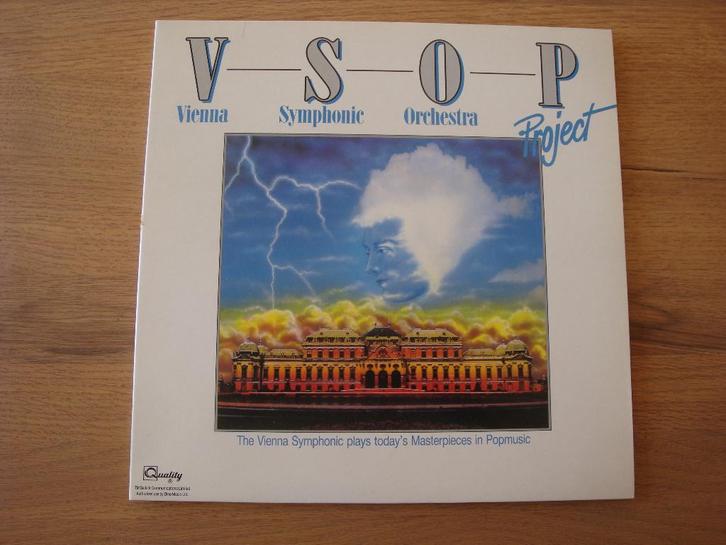 V S O P
Vienna Symphonic Orchestra Project
The Vienna Symphonic plays today's Masterpieces in Popmusic
Quality
®